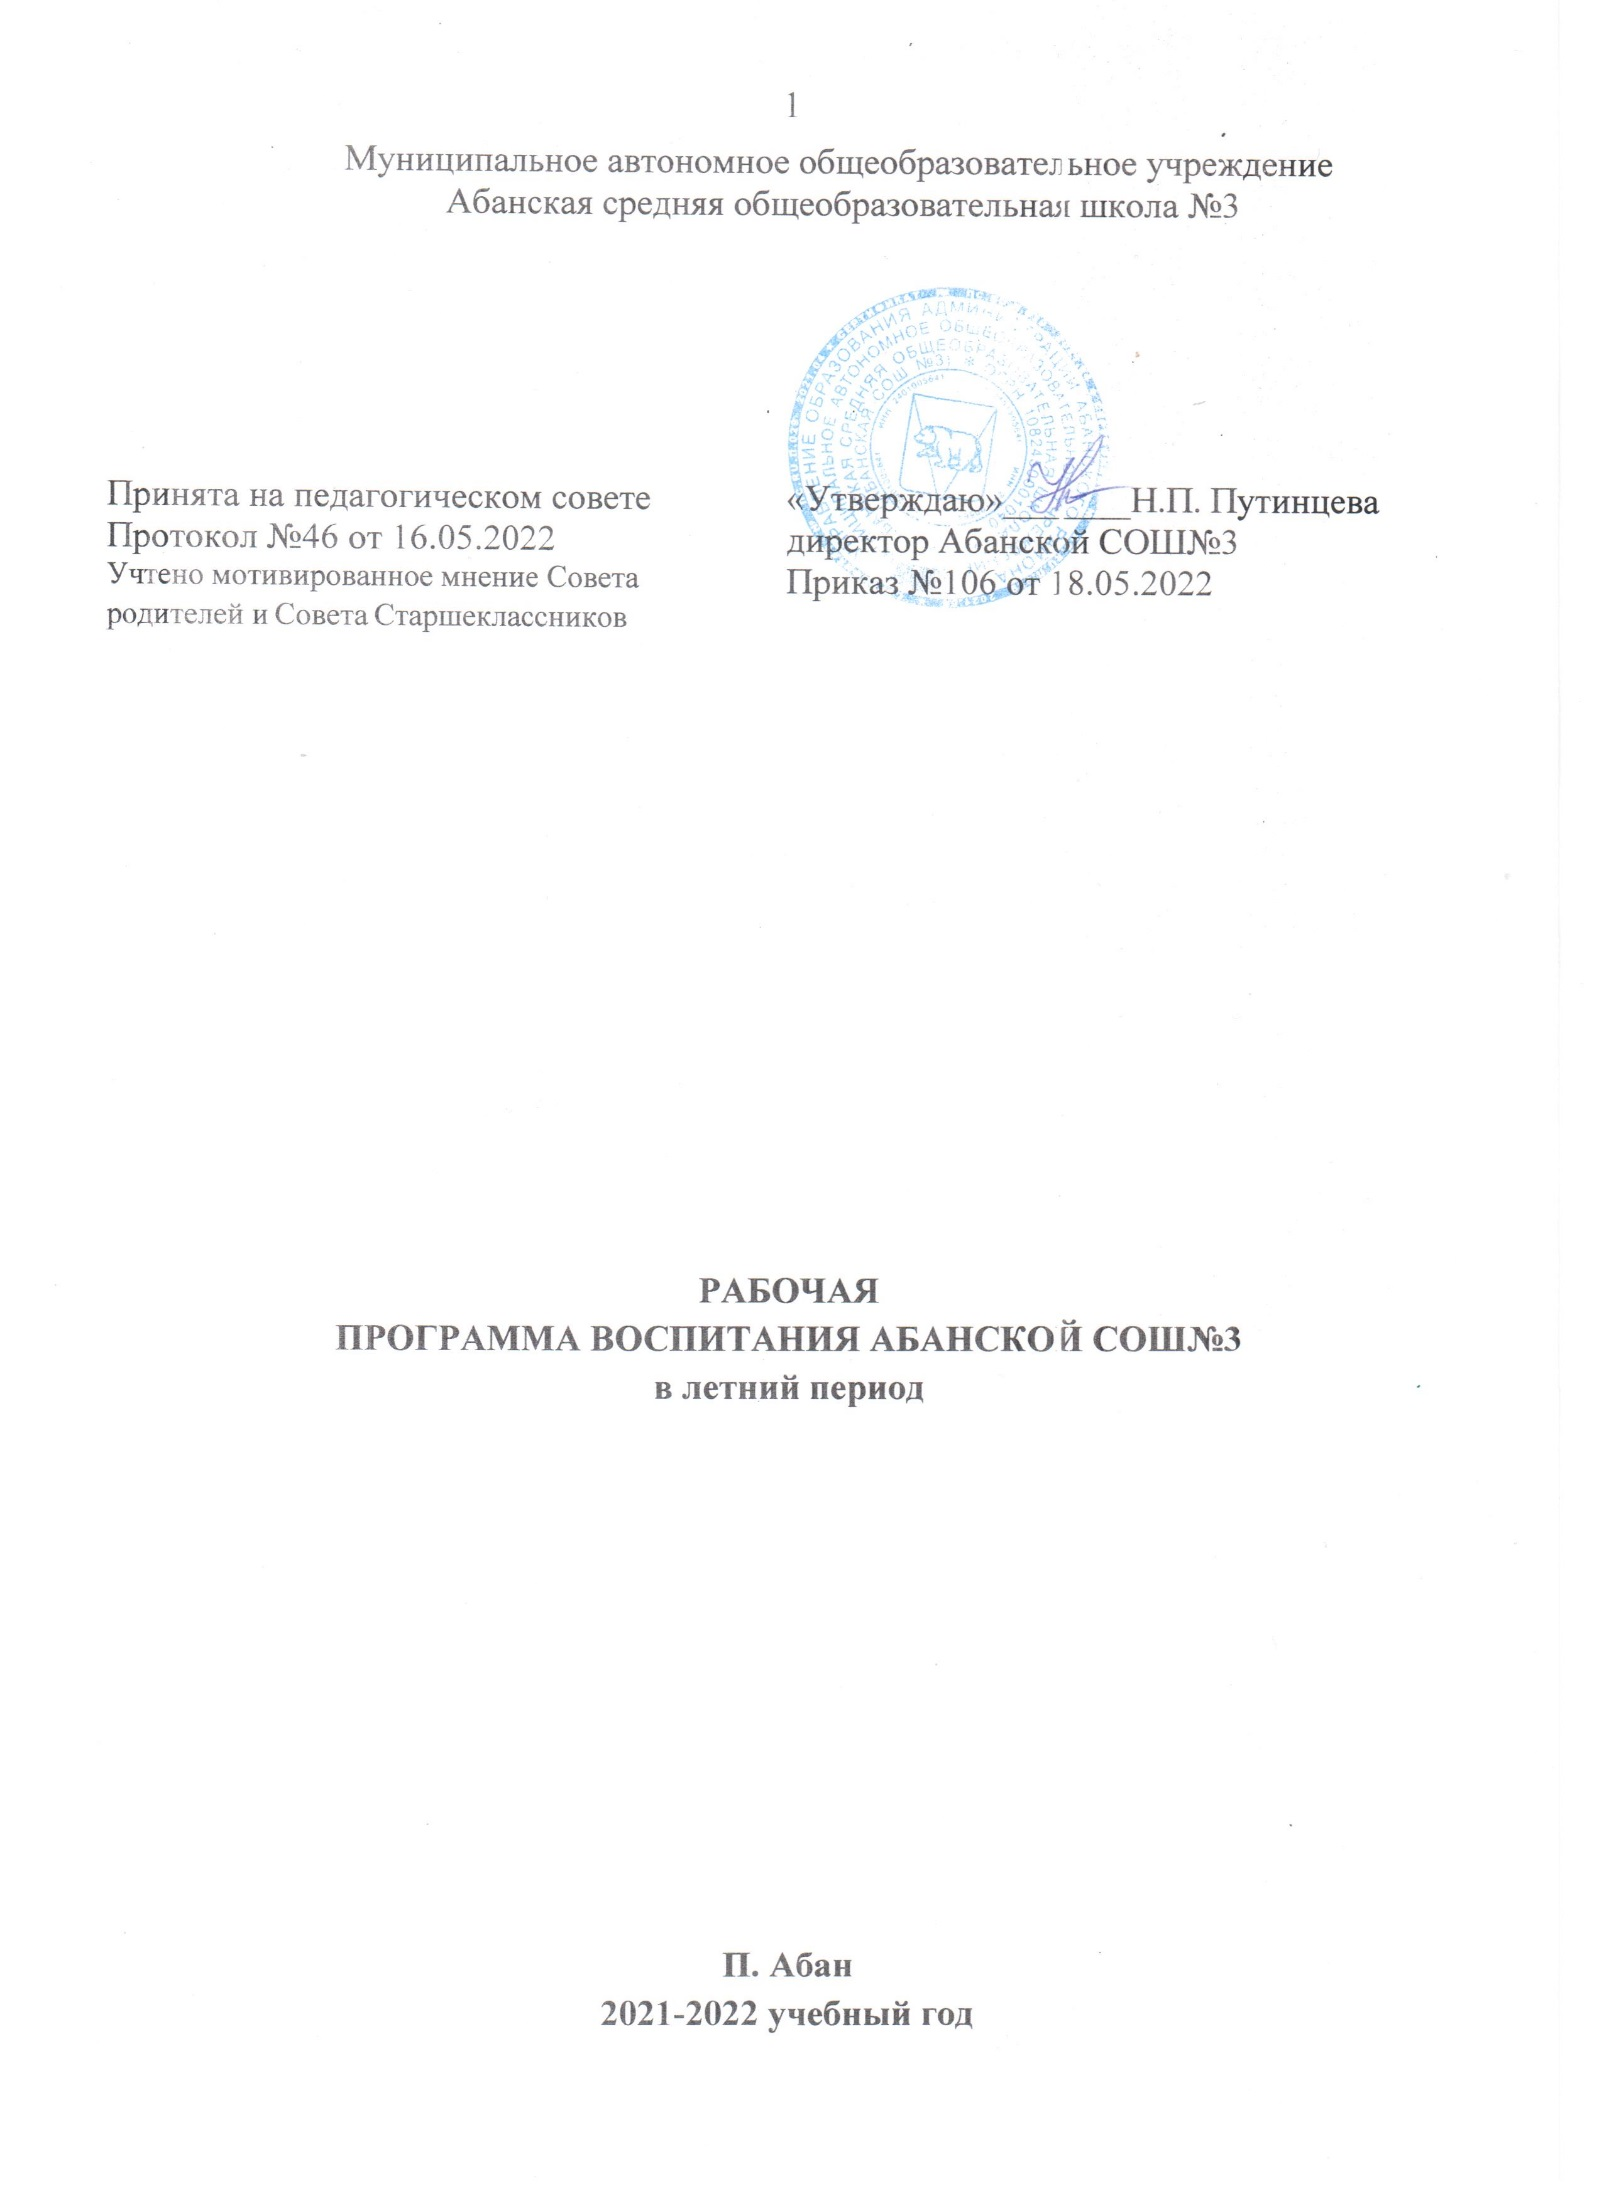 1
Муниципальное автономное общеобразовательное учреждение
Абанская средняя общеобразовательная школа №3
Принята на педагогическом совете
Протокол №46 от 16.05.2022
Учтено мотивированное мнение Совета
родителей и Совета Старшеклассников
«Утверждаю»_______Н.П. Путинцева
директор Абанской СОШ№3
Приказ №106 от 18.05.2022
РАБОЧАЯ
ПРОГРАММА ВОСПИТАНИЯ АБАНСКОЙ СОШ№3
в летний период
П. Абан
2021-2022 учебный год